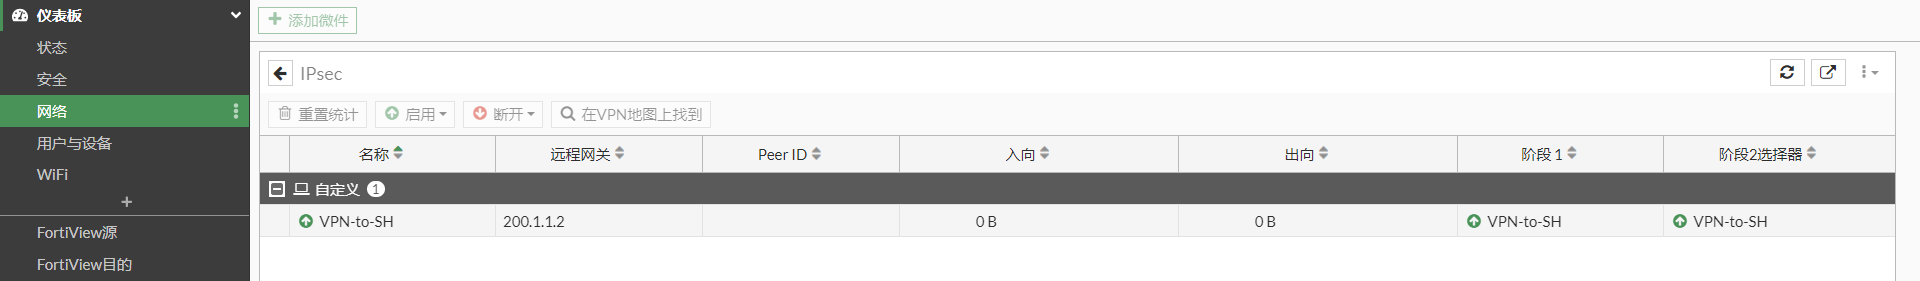 仪表板
添加微件
状态
安全
网络
用户与设备
WiFi
FortiView源
FortiView目的
IPsec
重置统计 启用 断开 在VPN地图上找到
名称 远程网关 Peer ID 入向 出向 阶段 1 阶段2选择器
自定义 1
VPN-to-SH 200.1.1.2 0 B 0 B VPN-to-SH VPN-to-SH